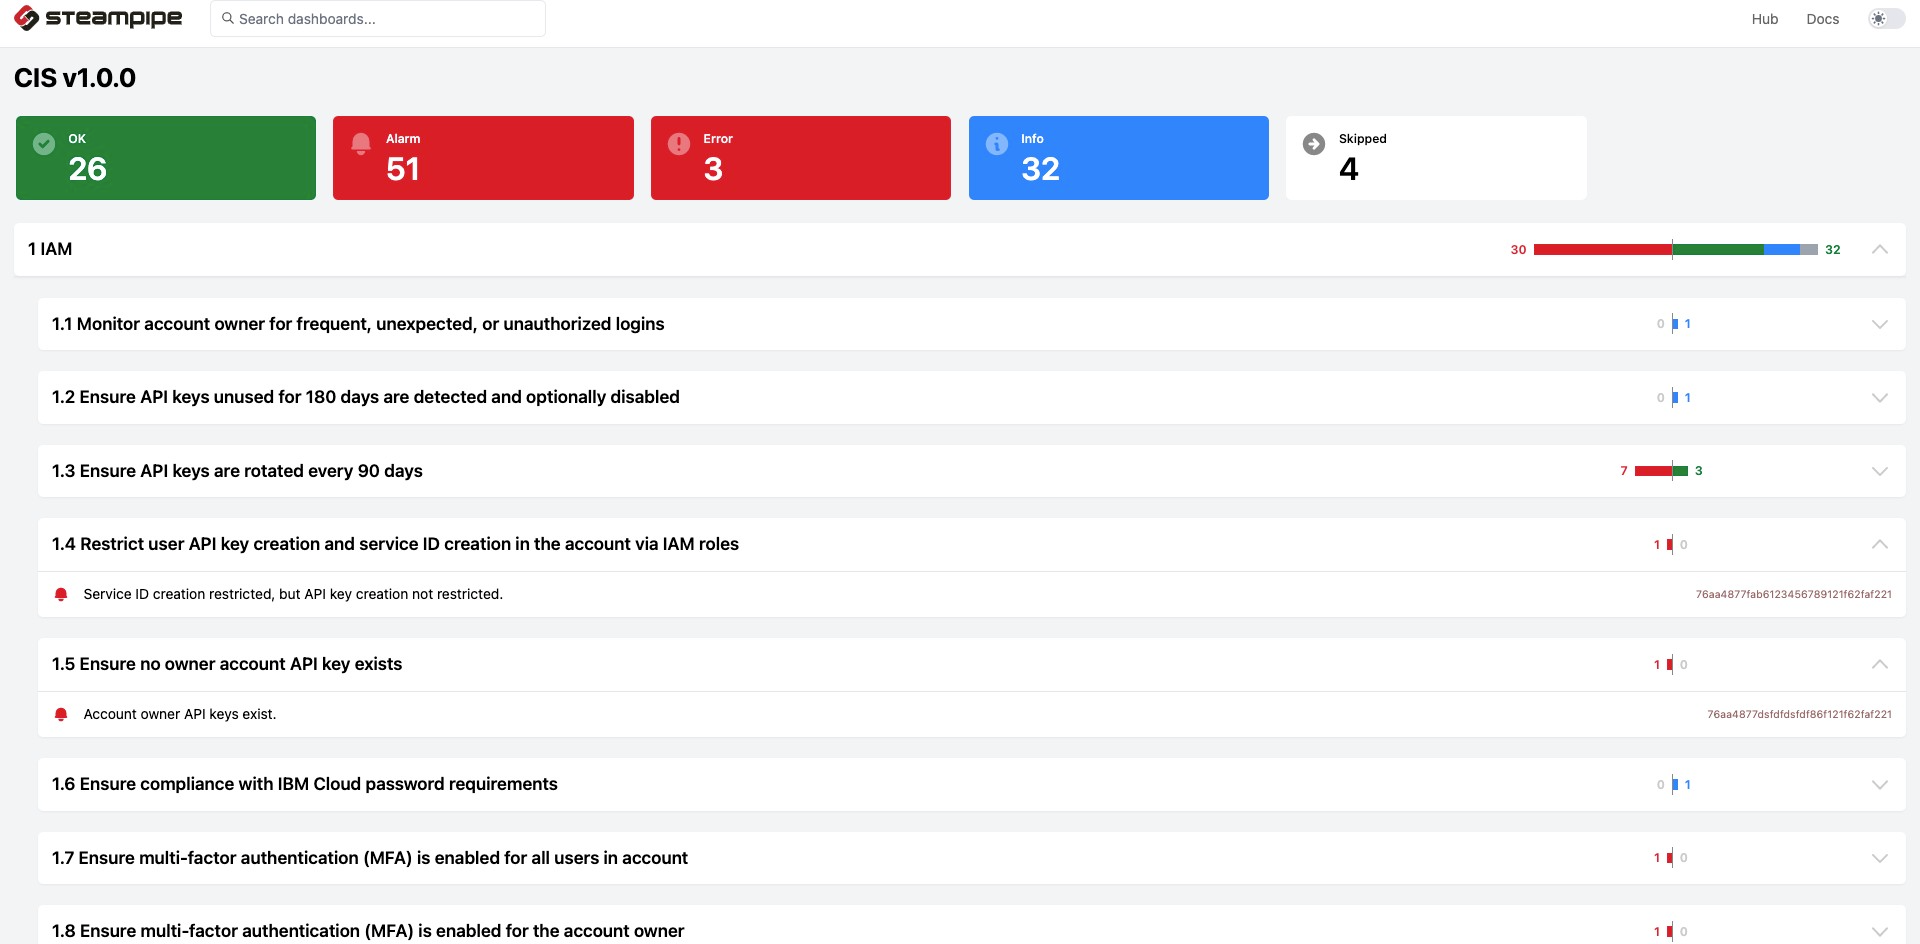 steampipe
Search dashboards...
Hub
Docs
CIS v1.0.0
OK
26
Alarm
51
Error
3
Info
32
Skipped
4
1 IAM
30
32
1.1 Monitor account owner for frequent, unexpected, or unauthorized logins
0
1
1.2 Ensure API keys unused for 180 days are detected and optionally disabled
0
1
1.3 Ensure API keys are rotated every 90 days
7
3
1.4 Restrict user API key creation and service ID creation in the account via IAM roles
1
0
Service ID creation restricted, but API key creation not restricted.
76aa4877fab6123456789121f62faf221
1.5 Ensure no owner account API key exists
1
0
Account owner API keys exist.
76aa4877dsfdfdsfdf86f121f62faf221
1.6 Ensure compliance with IBM Cloud password requirements
0
1
1.7 Ensure multi-factor authentication (MFA) is enabled for all users in account
1
0
1.8 Ensure multi-factor authentication (MFA) is enabled for the account owner
1
0